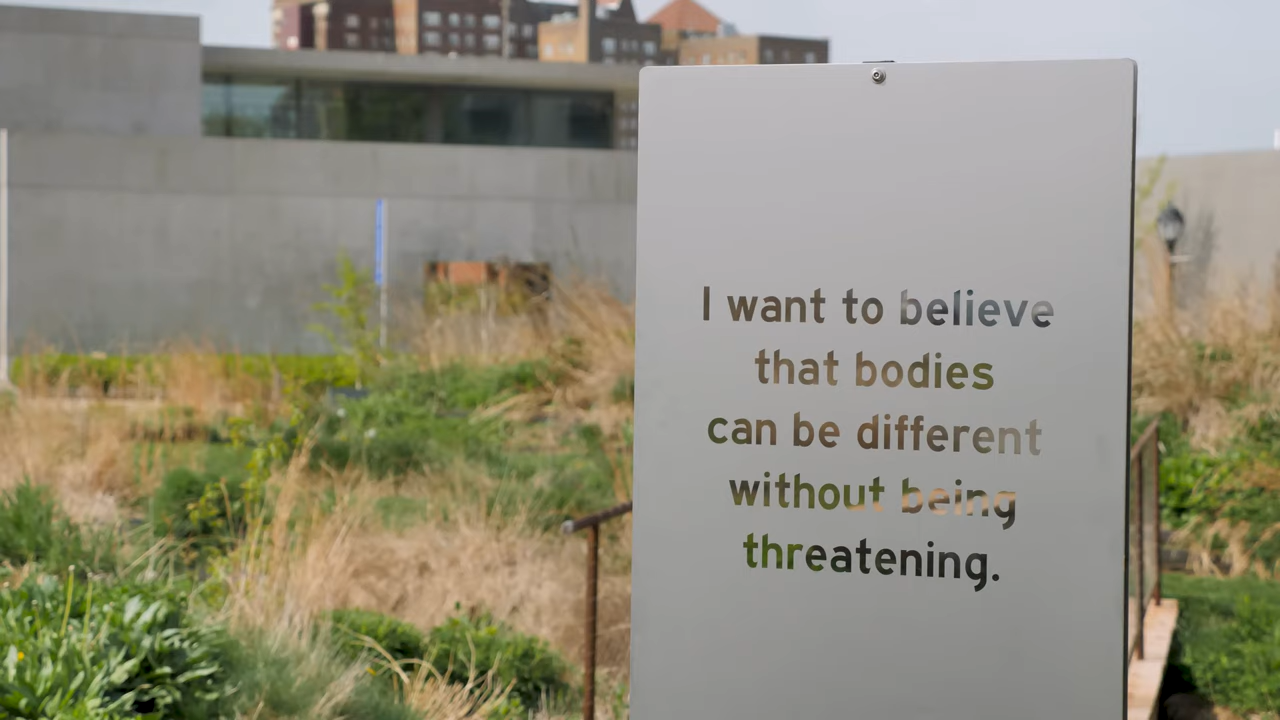 I want to believe
that bodies
can be different
without being
threatening.